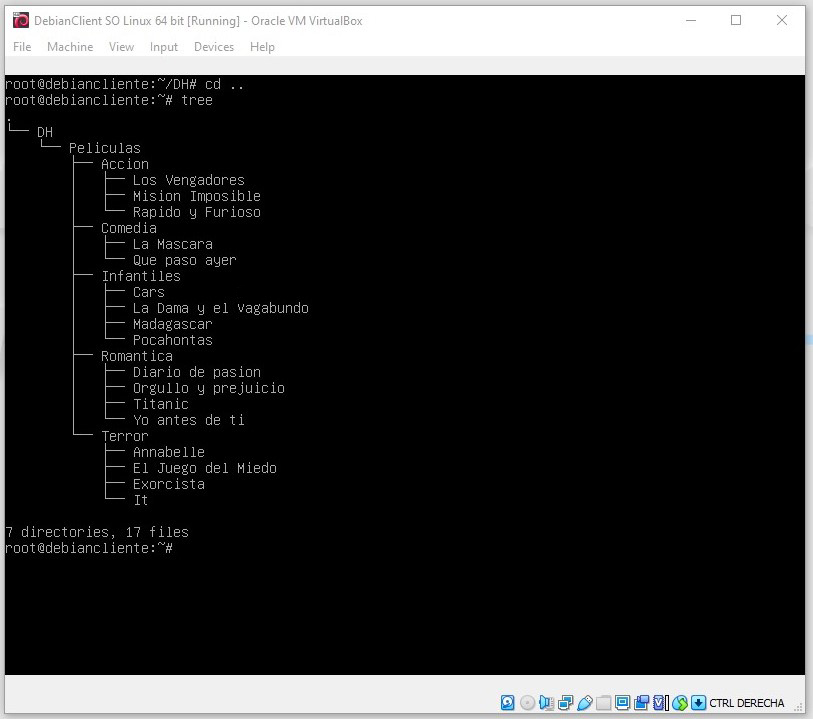 DebianClient SO Linux 64 bit [Running] - Oracle VM VirtualBox
File Machine View Input Devices Help
root@debiancliente:~/DH# cd ..
root@debiancliente:~# tree
.
└── DH
    └── Peliculas
        ├── Accion
        │   ├── Los Vengadores
        │   ├── Mision Imposible
        │   └── Rapido y Furioso
        ├── Comedia
        │   ├── La Mascara
        │   └── Que paso ayer
        ├── Infantiles
        │   ├── Cars
        │   ├── La Dama y el Vagabundo
        │   ├── Madagascar
        │   └── Pocahontas
        ├── Romantica
        │   ├── Diario de pasion
        │   ├── Orgullo y prejuicio
        │   ├── Titanic
        │   └── Yo antes de ti
        └── Terror
            ├── Annabelle
            ├── El Juego del Miedo
            ├── Exorcista
            └── It
7 directories, 17 files
root@debiancliente:~#
CTRL DERECHA